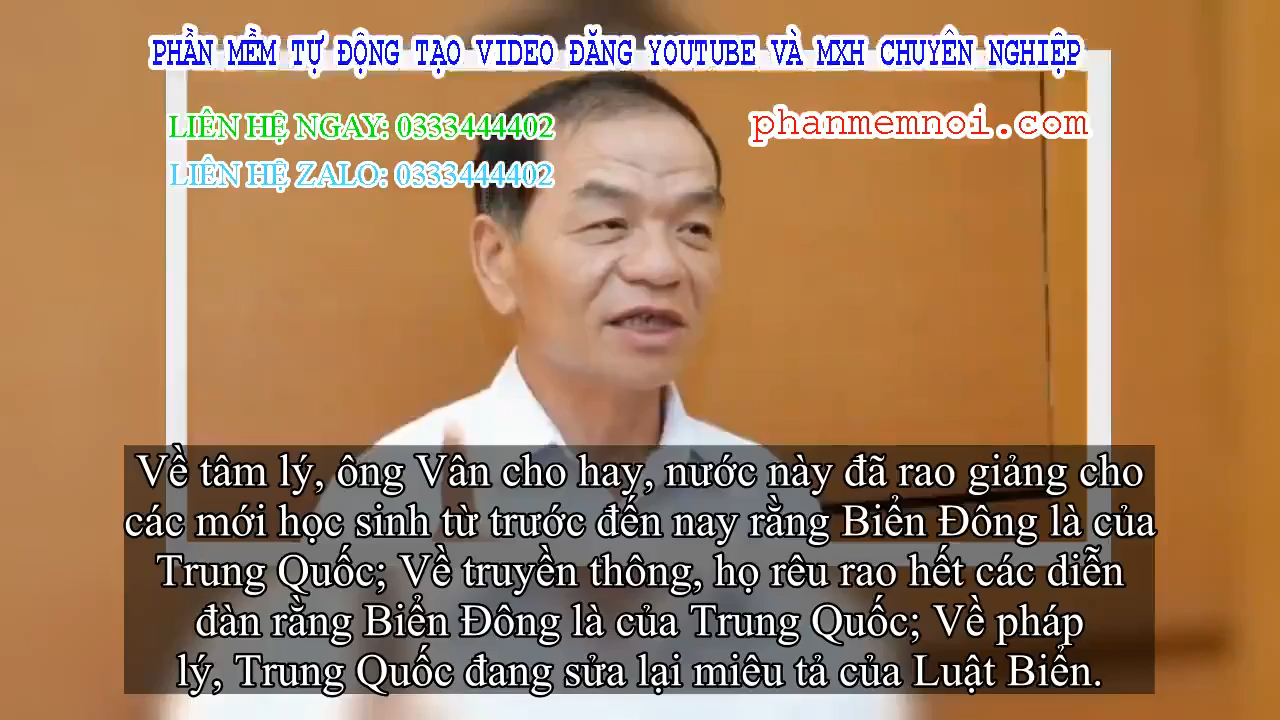 PHẦN MỀM TỰ ĐỘNG TẠO VIDEO ĐĂNG YOUTUBE VÀ MXH CHUYÊN NGHIỆP
LIÊN HỆ NGAY: 0333444402
phanmemnoi.com
LIÊN HỆ ZALO: 0333444402
Về tâm lý, ông Vân cho hay, nước này đã rao giảng cho
các mới học sinh từ trước đến nay rằng Biển Đông là của
Trung Quốc; Về truyền thông, họ rêu rao hết các diễn
đàn rằng Biển Đông là của Trung Quốc; Về pháp
lý, Trung Quốc đang sửa lại miêu tả của Luật Biển.